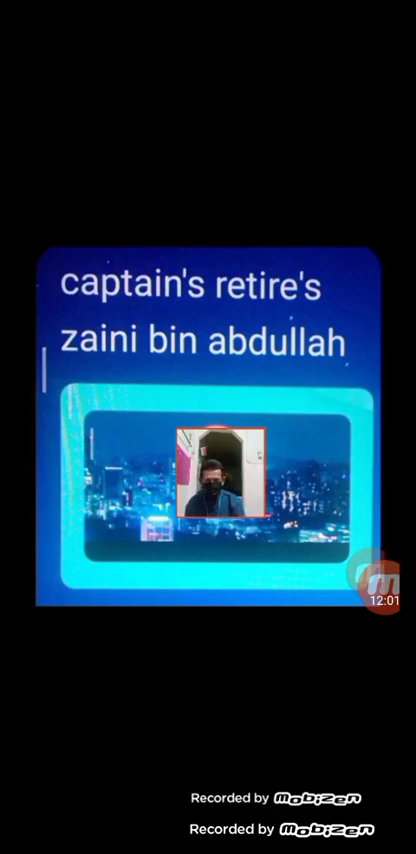 captain's retire's
zaini bin abdullah
12:01
Recorded by mobizen
Recorded by mobizen